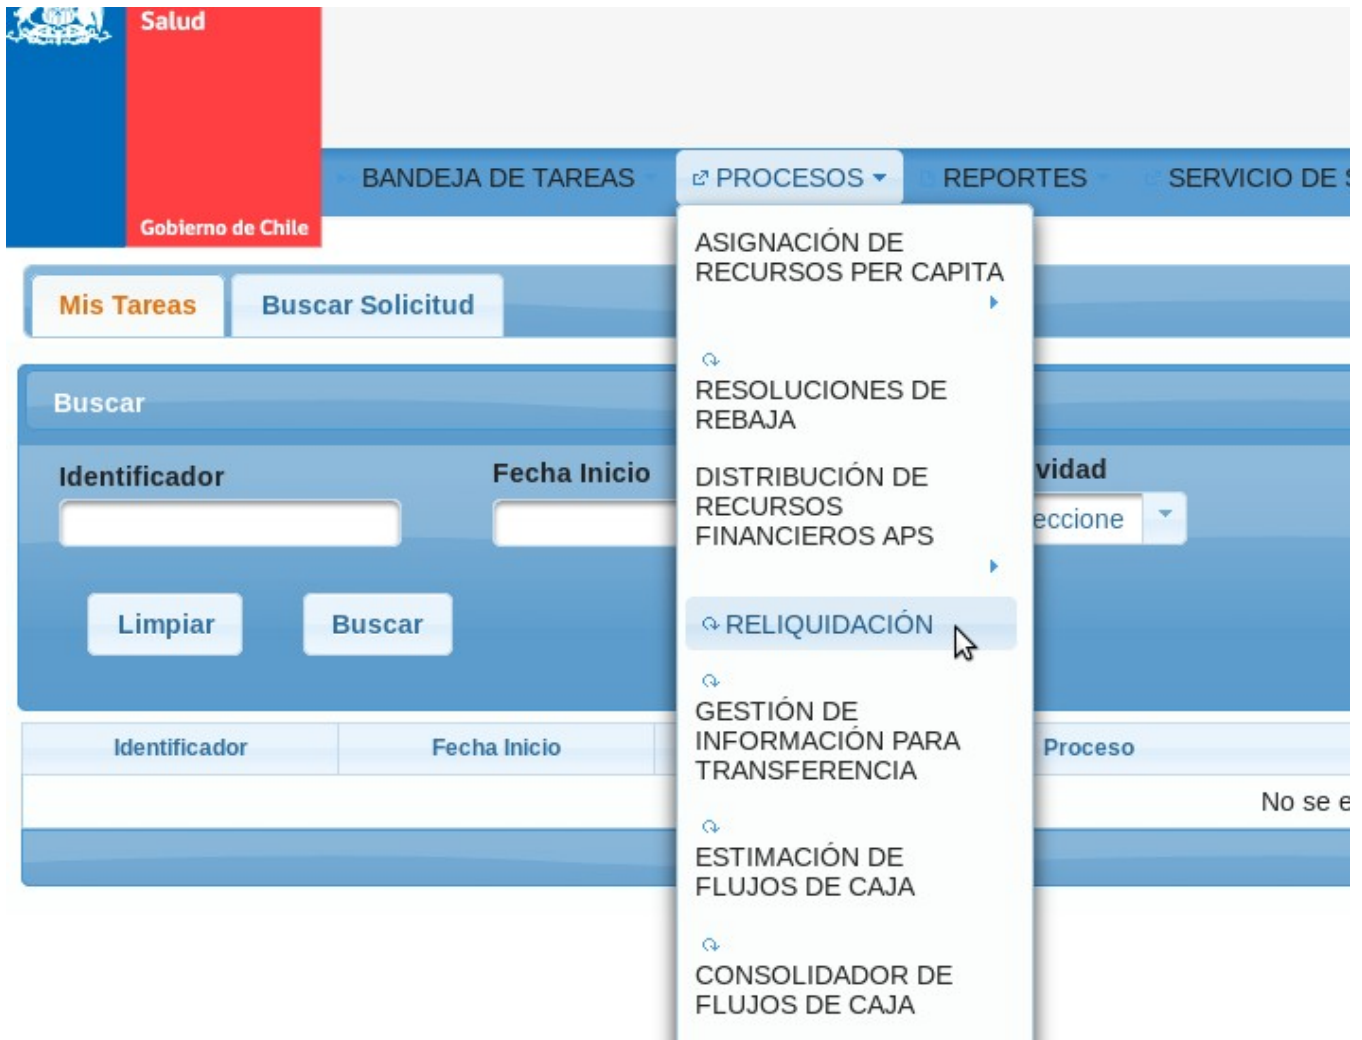 Salud
Gobierno de Chile
BANDEJA DE TAREAS
PROCESOS
REPORTES
SERVICIO DE
ASIGNACIÓN DE
RECURSOS PER CAPITA
RESOLUCIONES DE
REBAJA
DISTRIBUCIÓN DE
RECURSOS
FINANCIEROS APS
RELIQUIDACIÓN
GESTIÓN DE
INFORMACIÓN PARA
TRANSFERENCIA
ESTIMACIÓN DE
FLUJOS DE CAJA
CONSOLIDADOR DE
FLUJOS DE CAJA
Mis Tareas
Buscar Solicitud
Buscar
Identificador
Fecha Inicio
vidad
eccione
Limpiar
Buscar
Identificador
Fecha Inicio
Proceso
No se e